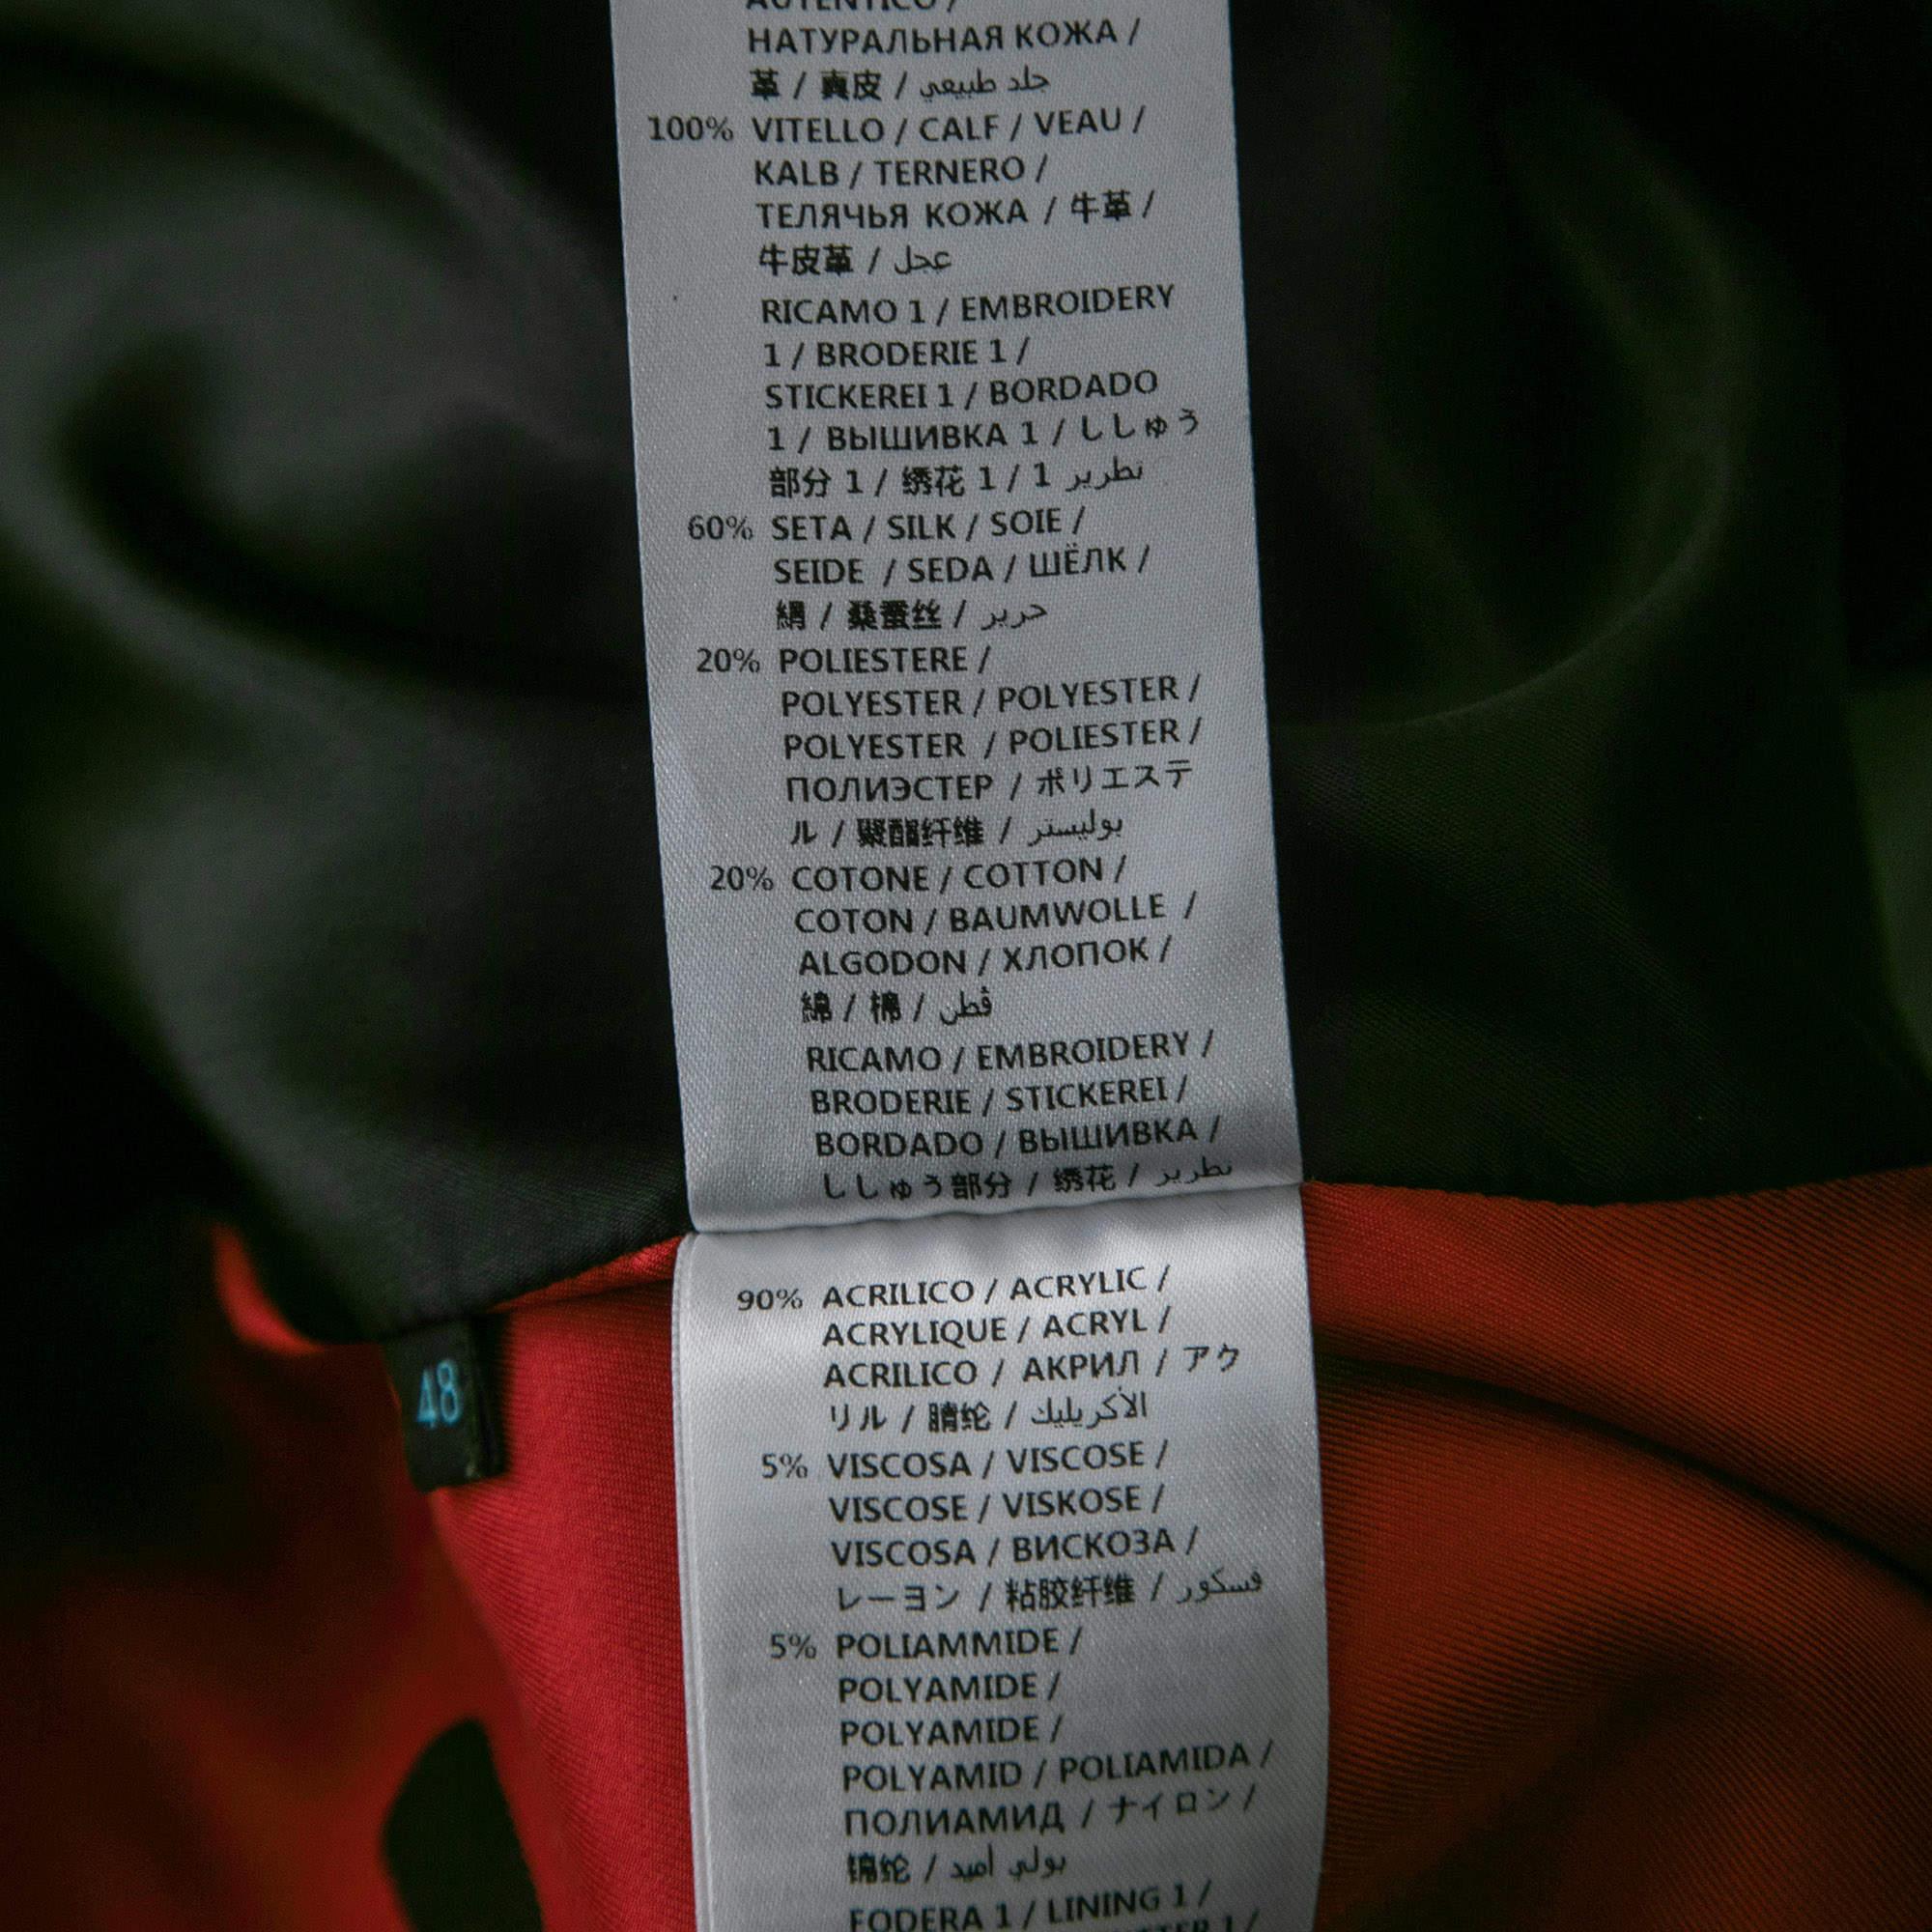 AUTENTICO /
НАТУРАЛЬНАЯ КОЖА /
革 / 真皮 / جلد طبيعي
100% VITELLO / CALF / VEAU /
KALB / TERNERO /
ТЕЛЯЧЬЯ КОЖА / 牛革 /
牛皮革 / عجل
RICAMO 1 / EMBROIDERY
1 / BRODERIE 1 /
STICKEREI 1 / BORDADO
1 / ВЫШИВКА 1 / ししゅう
部分 1 / 绣花 1 / 1 تطريز
60% SETA / SILK / SOIE /
SEIDE / SEDA / ШЁЛК /
絹 / 桑蚕丝 / حرير
20% POLIESTERE /
POLYESTER / POLYESTER /
POLYESTER / POLIESTER /
ПОЛИЭСТЕР / ポリエステ
ル / 聚酯纤维 / بوليستر
20% COTONE / COTTON /
COTON / BAUMWOLLE /
ALGODON / ХЛОПОК /
綿 / 棉 / قطن
RICAMO / EMBROIDERY /
BRODERIE / STICKEREI /
BORDADO / ВЫШИВКА /
ししゅう部分 / 绣花 / تطريز
90% ACRILICO / ACRYLIC /
ACRYLIQUE / ACRYL /
ACRILICO / АКРИЛ / アク
リル / 腈纶 / الأكريليك
5% VISCOSA / VISCOSE /
VISCOSE / VISKOSE /
VISCOSA / ВИСКОЗА /
レーヨン / 粘胶纤维 / فسكور
5% POLIAMMIDE /
POLYAMIDE /
POLYAMIDE /
POLYAMID / POLIAMIDA /
ПОЛИАМИД / ナイロン /
锦纶 / بولي أميد
FODERA 1 / LINING 1 /
48